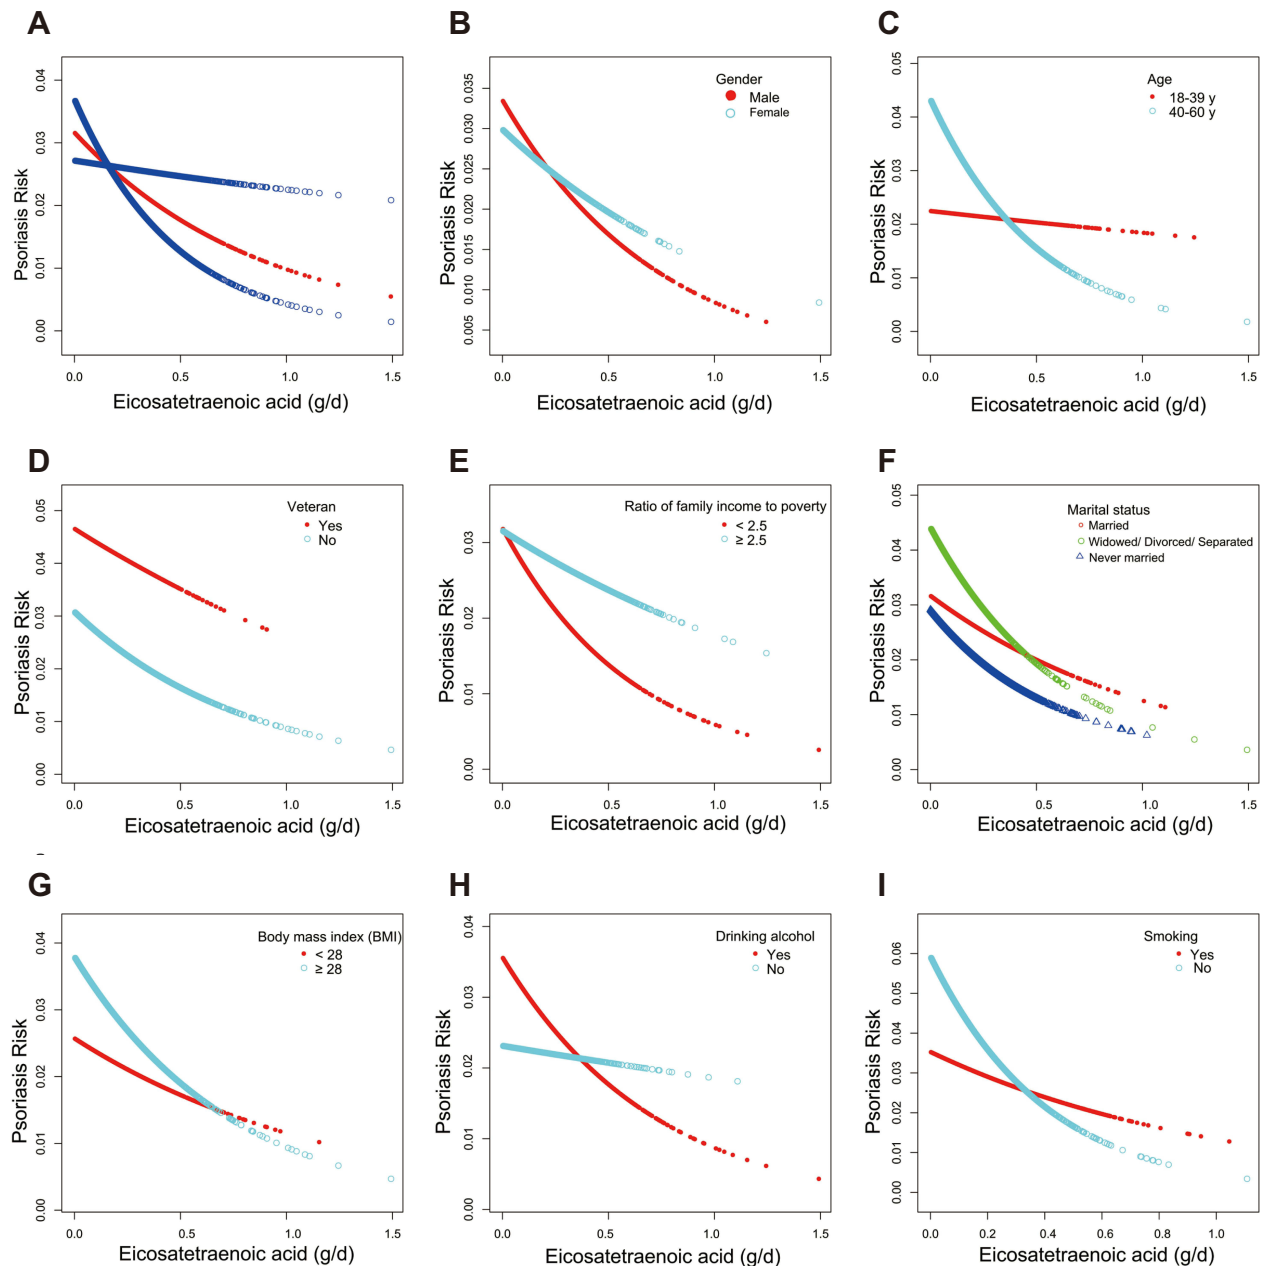 A
0.04
0.03
0.02
0.01
0.00
Psoriasis Risk
0.0 0.5 1.0 1.5
Eicosatetraenoic acid (g/d)
B
Gender
Male
Female
0.035
0.030
0.025
0.020
0.015
0.010
0.005
Psoriasis Risk
0.0 0.5 1.0 1.5
Eicosatetraenoic acid (g/d)
C
Age
18-39 y
40-60 y
0.05
0.04
0.03
0.02
0.01
0.00
Psoriasis Risk
0.0 0.5 1.0 1.5
Eicosatetraenoic acid (g/d)
D
Veteran
Yes
No
0.05
0.04
0.03
0.02
0.01
0.00
Psoriasis Risk
0.0 0.5 1.0 1.5
Eicosatetraenoic acid (g/d)
E
Ratio of family income to poverty
< 2.5
≥ 2.5
0.03
0.02
0.01
0.00
Psoriasis Risk
0.0 0.5 1.0 1.5
Eicosatetraenoic acid (g/d)
F
Marital status
Married
Widowed/ Divorced/ Separated
Never married
0.05
0.04
0.03
0.02
0.01
0.00
Psoriasis Risk
0.0 0.5 1.0 1.5
Eicosatetraenoic acid (g/d)
G
Body mass index (BMI)
< 28
≥ 28
0.04
0.03
0.02
0.01
0.00
Psoriasis Risk
0.0 0.5 1.0 1.5
Eicosatetraenoic acid (g/d)
H
Drinking alcohol
Yes
No
0.04
0.03
0.02
0.01
0.00
Psoriasis Risk
0.0 0.5 1.0 1.5
Eicosatetraenoic acid (g/d)
I
Smoking
Yes
No
0.06
0.05
0.04
0.03
0.02
0.01
0.00
Psoriasis Risk
0.0 0.2 0.4 0.6 0.8 1.0
Eicosatetraenoic acid (g/d)